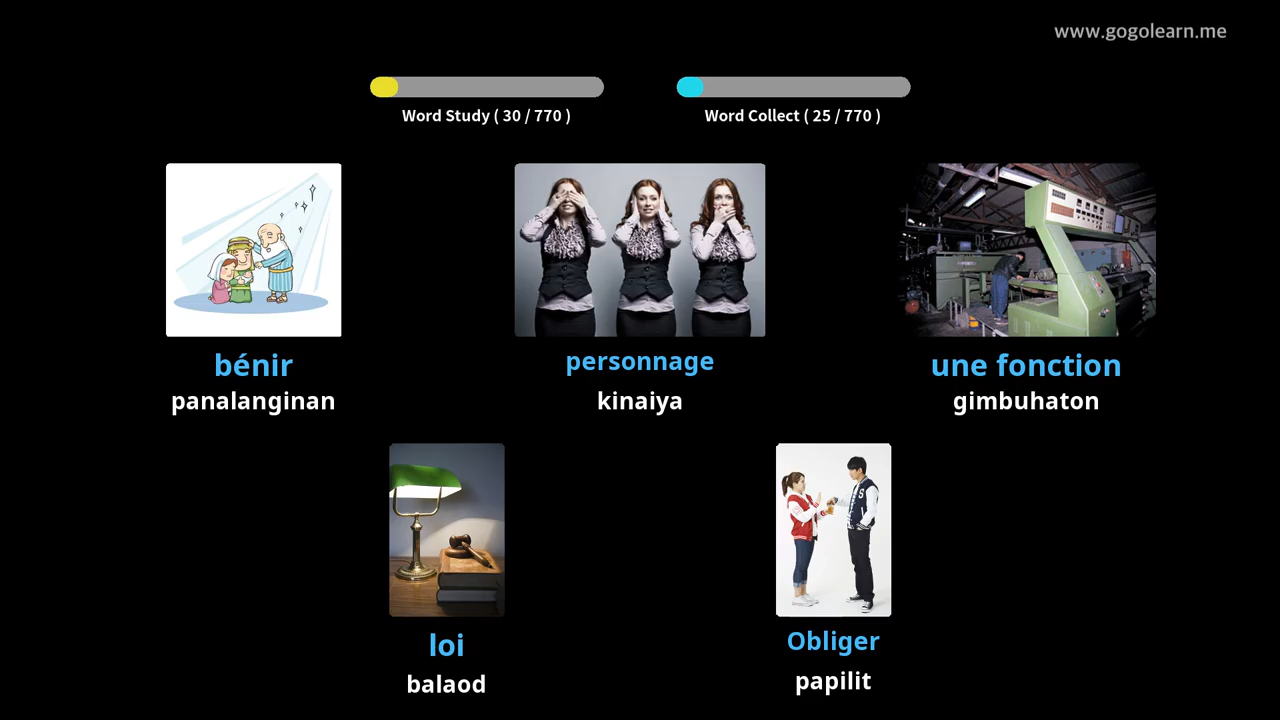 www.gogolearn.me
Word Study ( 30 / 770 )
Word Collect ( 25 / 770 )
bénir
panalanginan
personnage
kinaiya
une fonction
gimbuhaton
loi
balaod
Obliger
papilit